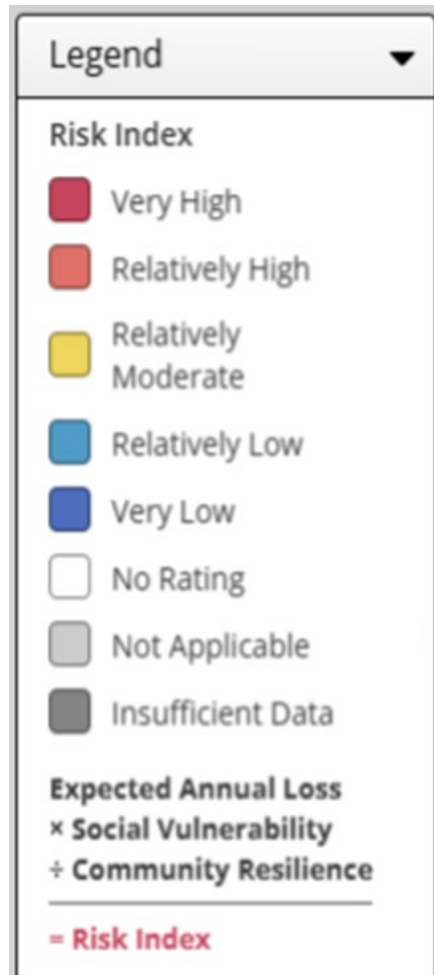 Legend
Risk Index
Very High
Relatively High
Relatively
Moderate
Relatively Low
Very Low
No Rating
Not Applicable
Insufficient Data
Expected Annual Loss
× Social Vulnerability
÷ Community Resilience
= Risk Index